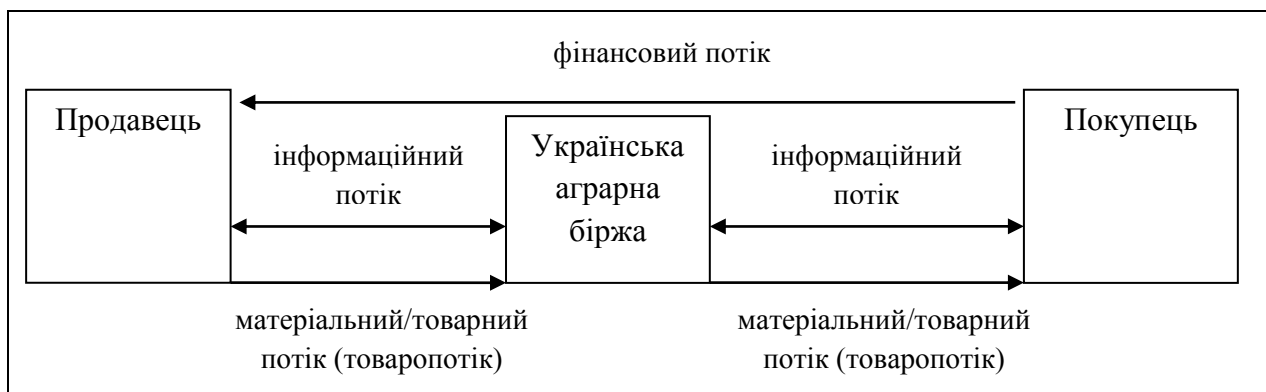 фінансовий потік
Продавець
інформаційний
потік
Українська
аграрна
біржа
інформаційний
потік
Покупець
матеріальний/товарний
потік (товаропотік)
матеріальний/товарний
потік (товаропотік)